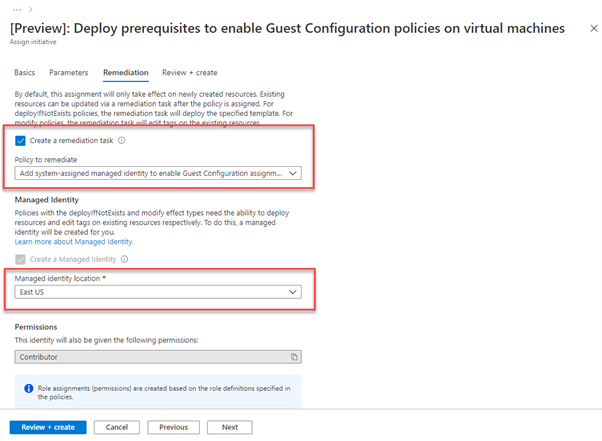 ...
[Preview]: Deploy prerequisites to enable Guest Configuration policies on virtual machines
Assign initiative
Basics Parameters Remediation Review + create
By default, this assignment will only take effect on newly created resources. Existing
resources can be updated via a remediation task after the policy is assigned. For
deployIfNotExists policies, the remediation task will deploy the specified template. For
modify policies, the remediation task will edit tags on the existing resources.
Create a remediation task
Policy to remediate
Add system-assigned managed identity to enable Guest Configuration assignm...
Managed Identity
Policies with the deployIfNotExists and modify effect types need the ability to deploy
resources and edit tags on existing resources respectively. To do this, a managed
identity will be created for you.
Learn more about Managed Identity.
Create a Managed Identity
Managed identity location *
East US
Permissions
This identity will also be given the following permissions:
Contributor
Role assignments (permissions) are created based on the role definitions specified in
the policies.
Review + create Cancel Previous Next